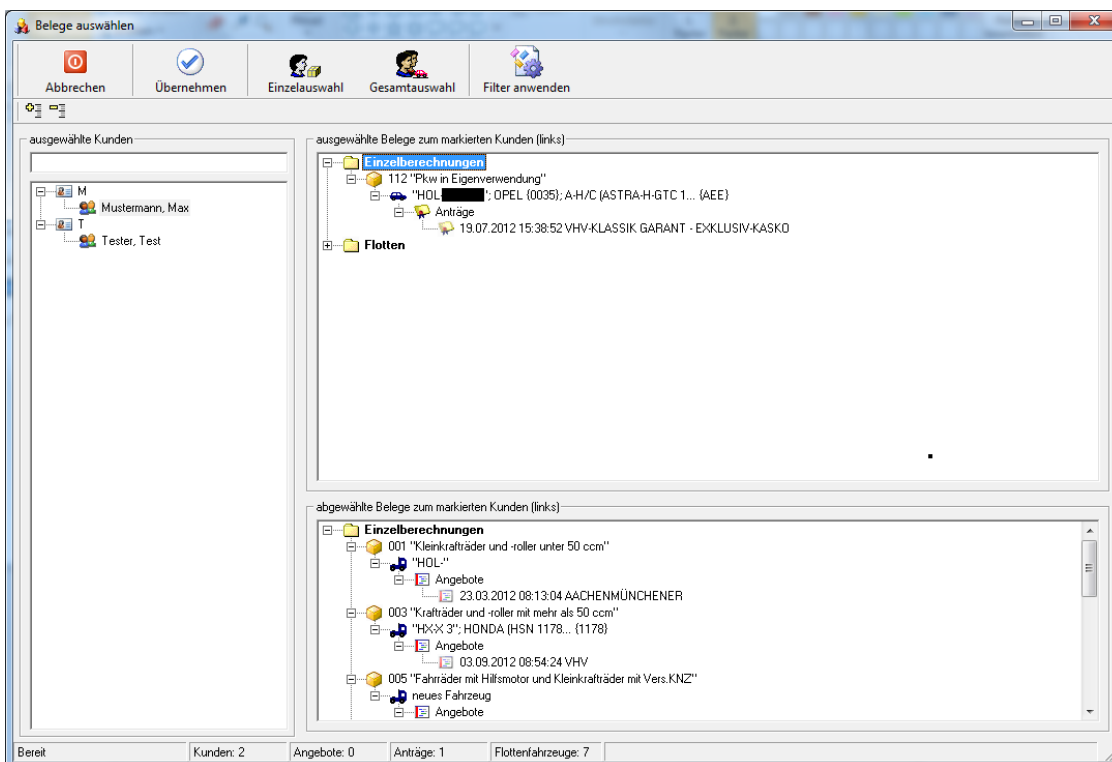 Belege auswählen
Abbrechen
Übernehmen
Einzelauswahl
Gesamtauswahl
Filter anwenden
ausgewählte Kunden
M
Mustermann, Max
T
Tester, Test
ausgewählte Belege zum markierten Kunden (links)
Einzelberechnungen
112 "Pkw in Eigenverwendung"
"HOL- "; OPEL {0035}; A-H/C (ASTRA-H-GTC 1... {AEE}
Anträge
19.07.2012 15:38:52 VHV-KLASSIK GARANT - EXKLUSIV-KASKO
Flotten
abgewählte Belege zum markierten Kunden (links)
Einzelberechnungen
001 "Kleinkrafträder und -roller unter 50 ccm"
"HOL-"
Angebote
23.03.2012 08:13:04 AACHENMÜNCHENER
003 "Krafträder und -roller mit mehr als 50 ccm"
"HX-X 3"; HONDA (HSN 1178... {1178}
Angebote
03.09.2012 08:54:24 VHV
005 "Fahrräder mit Hilfsmotor und Kleinkrafträder mit Vers.KNZ"
neues Fahrzeug
Angebote
Bereit
Kunden: 2
Angebote: 0
Anträge: 1
Flottenfahrzeuge: 7